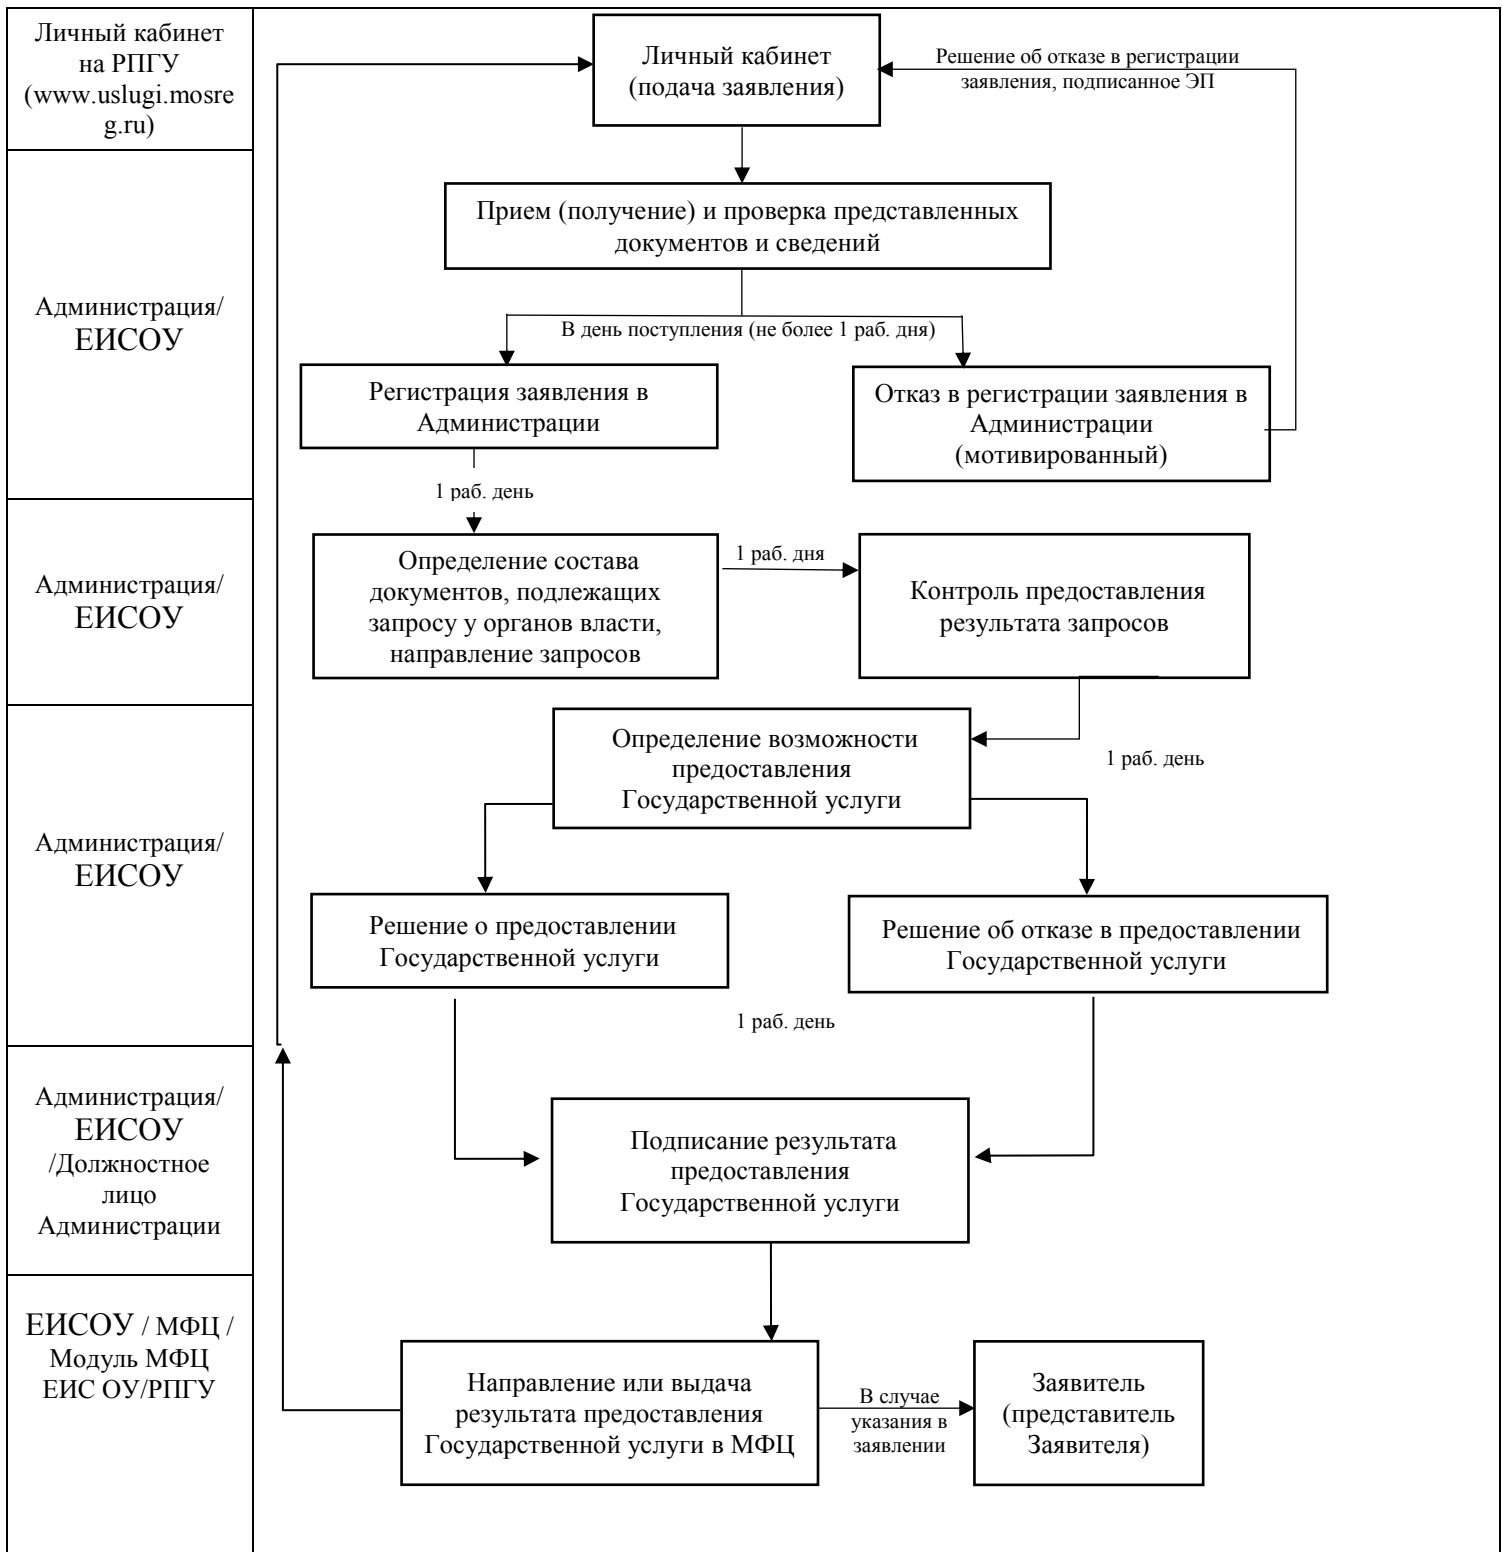 Личный кабинет
на РПГУ
(www.uslugi.mosre
g.ru)
Личный кабинет
(подача заявления)
Решение об отказе в регистрации
заявления, подписанное ЭП
Администрация/
ЕИСОУ
Прием (получение) и проверка представленных
документов и сведений
В день поступления (не более 1 раб. дня)
Регистрация заявления в
Администрации
Отказ в регистрации заявления в
Администрации
(мотивированный)
1 раб. день
Администрация/
ЕИСОУ
Определение состава
документов, подлежащих
запросу у органов власти,
направление запросов
1 раб. дня
Контроль предоставления
результата запросов
Администрация/
ЕИСОУ
Определение возможности
предоставления
Государственной услуги
1 раб. день
Решение о предоставлении
Государственной услуги
Решение об отказе в предоставлении
Государственной услуги
1 раб. день
Администрация/
ЕИСОУ
/Должностное
лицо
Администрации
Подписание результата
предоставления
Государственной услуги
ЕИСОУ / МФЦ /
Модуль МФЦ
ЕИС ОУ/РПГУ
Направление или выдача
результата предоставления
Государственной услуги в МФЦ
В случае
указания в
заявлении
Заявитель
(представитель
Заявителя)